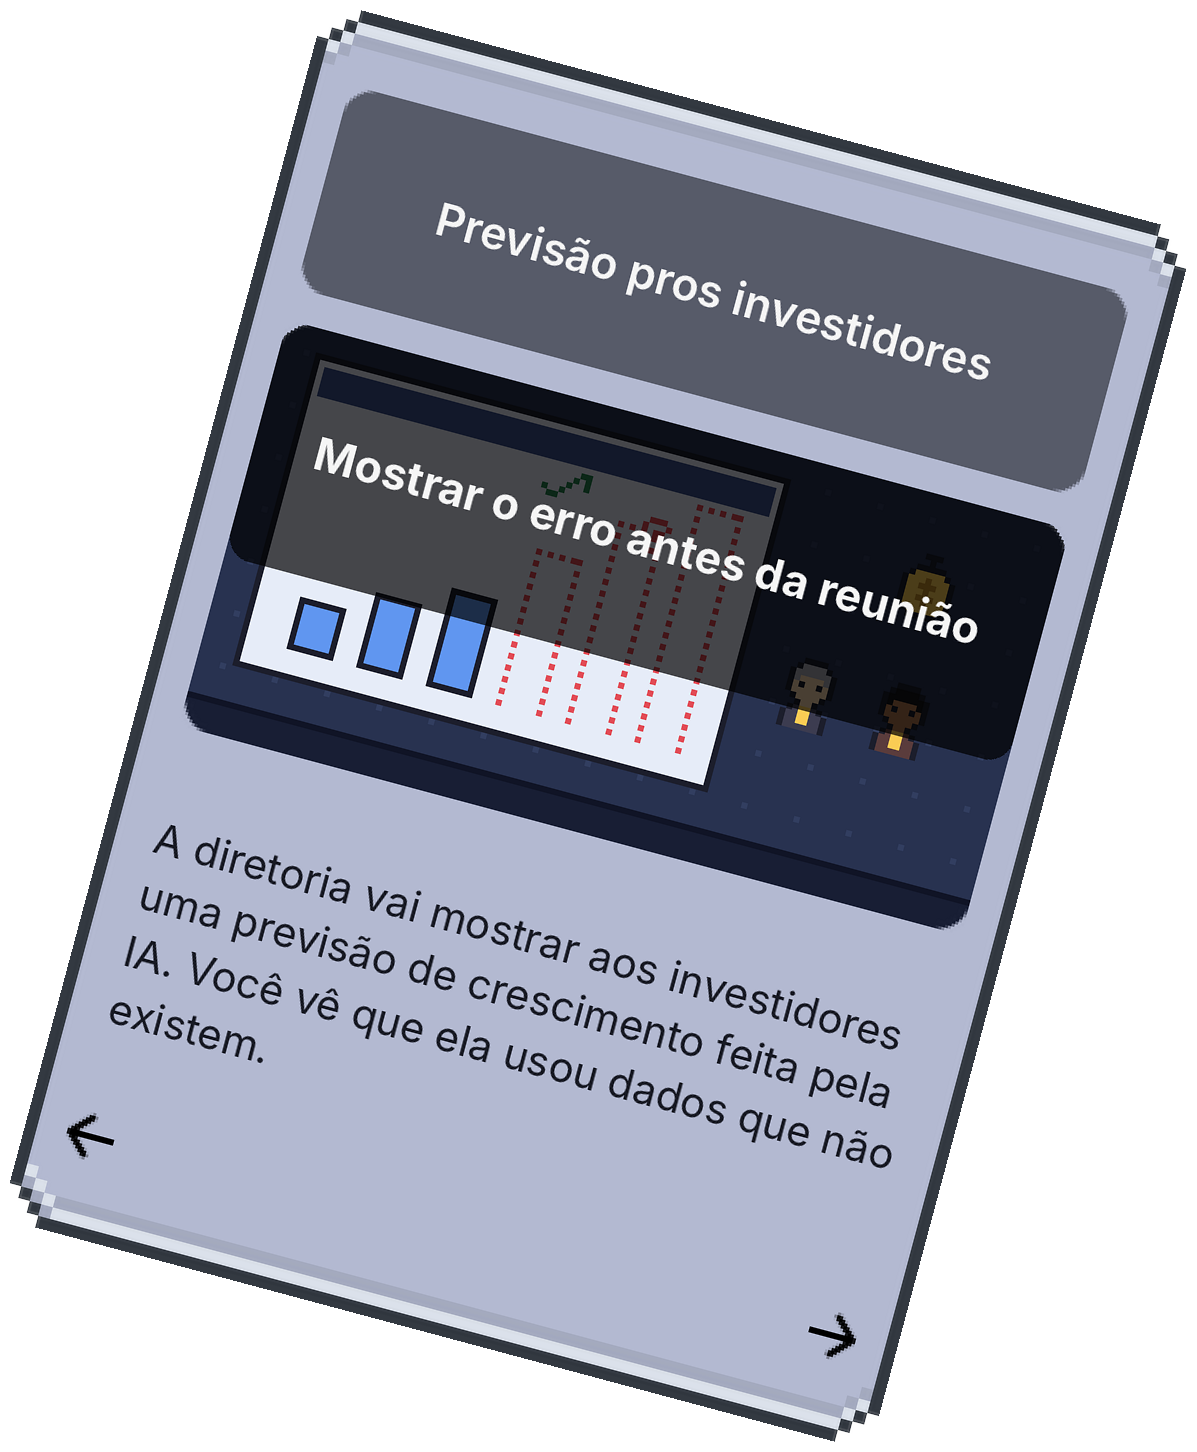 Previsão pros investidores
Mostrar o erro antes da reunião
A diretoria vai mostrar aos investidores
uma previsão de crescimento feita pela
IA. Você vê que ela usou dados que não
existem.